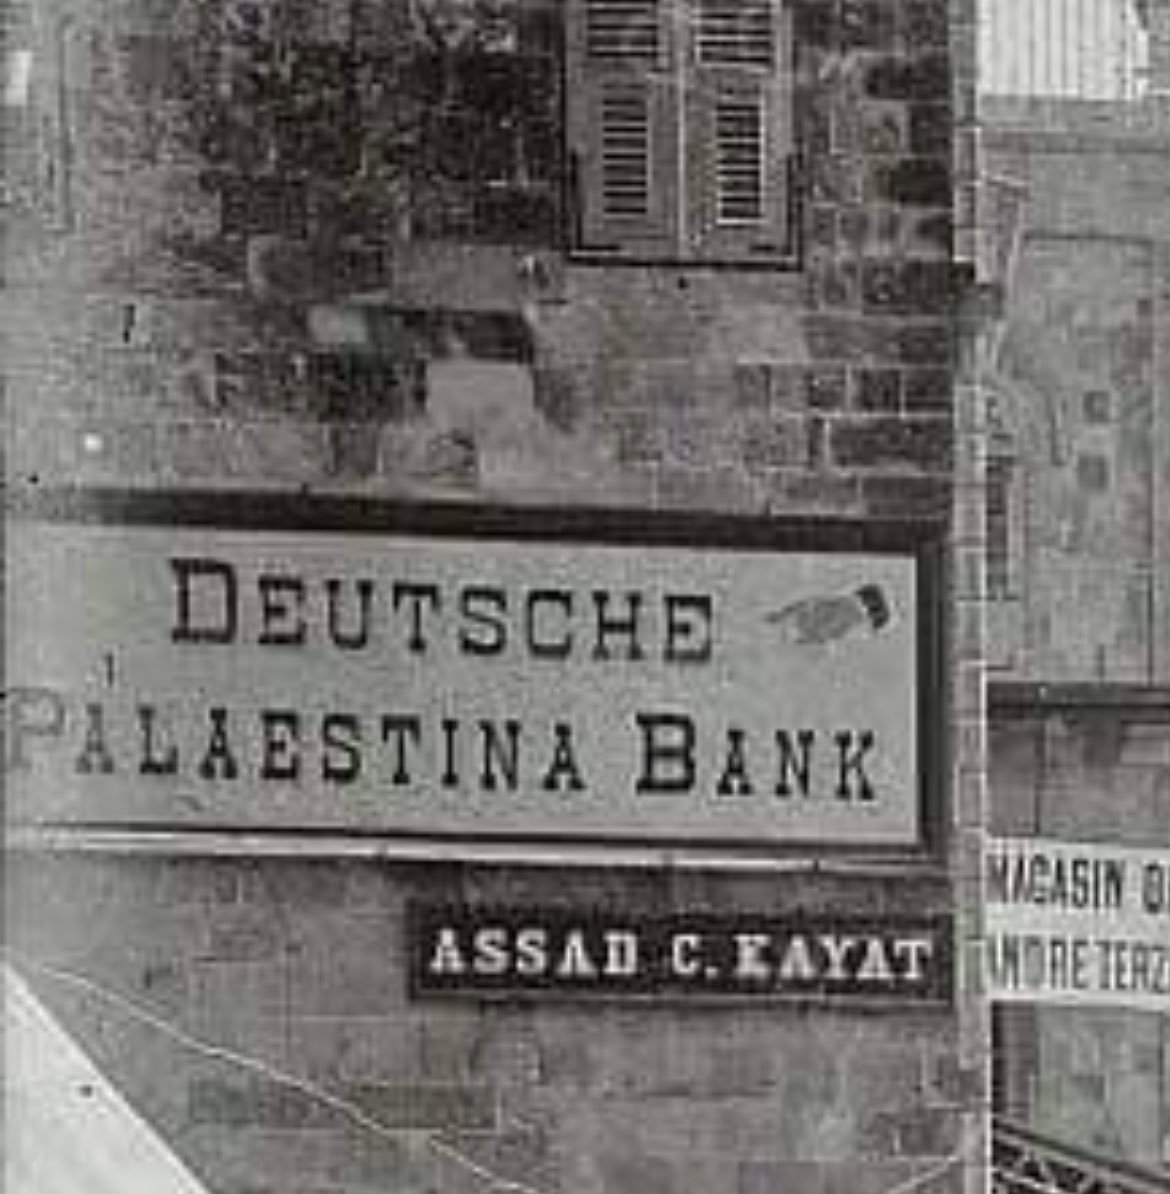 DEUTSCHE
PALAESTINA BANK
ASSAD C. KAYAT
MAGASIN